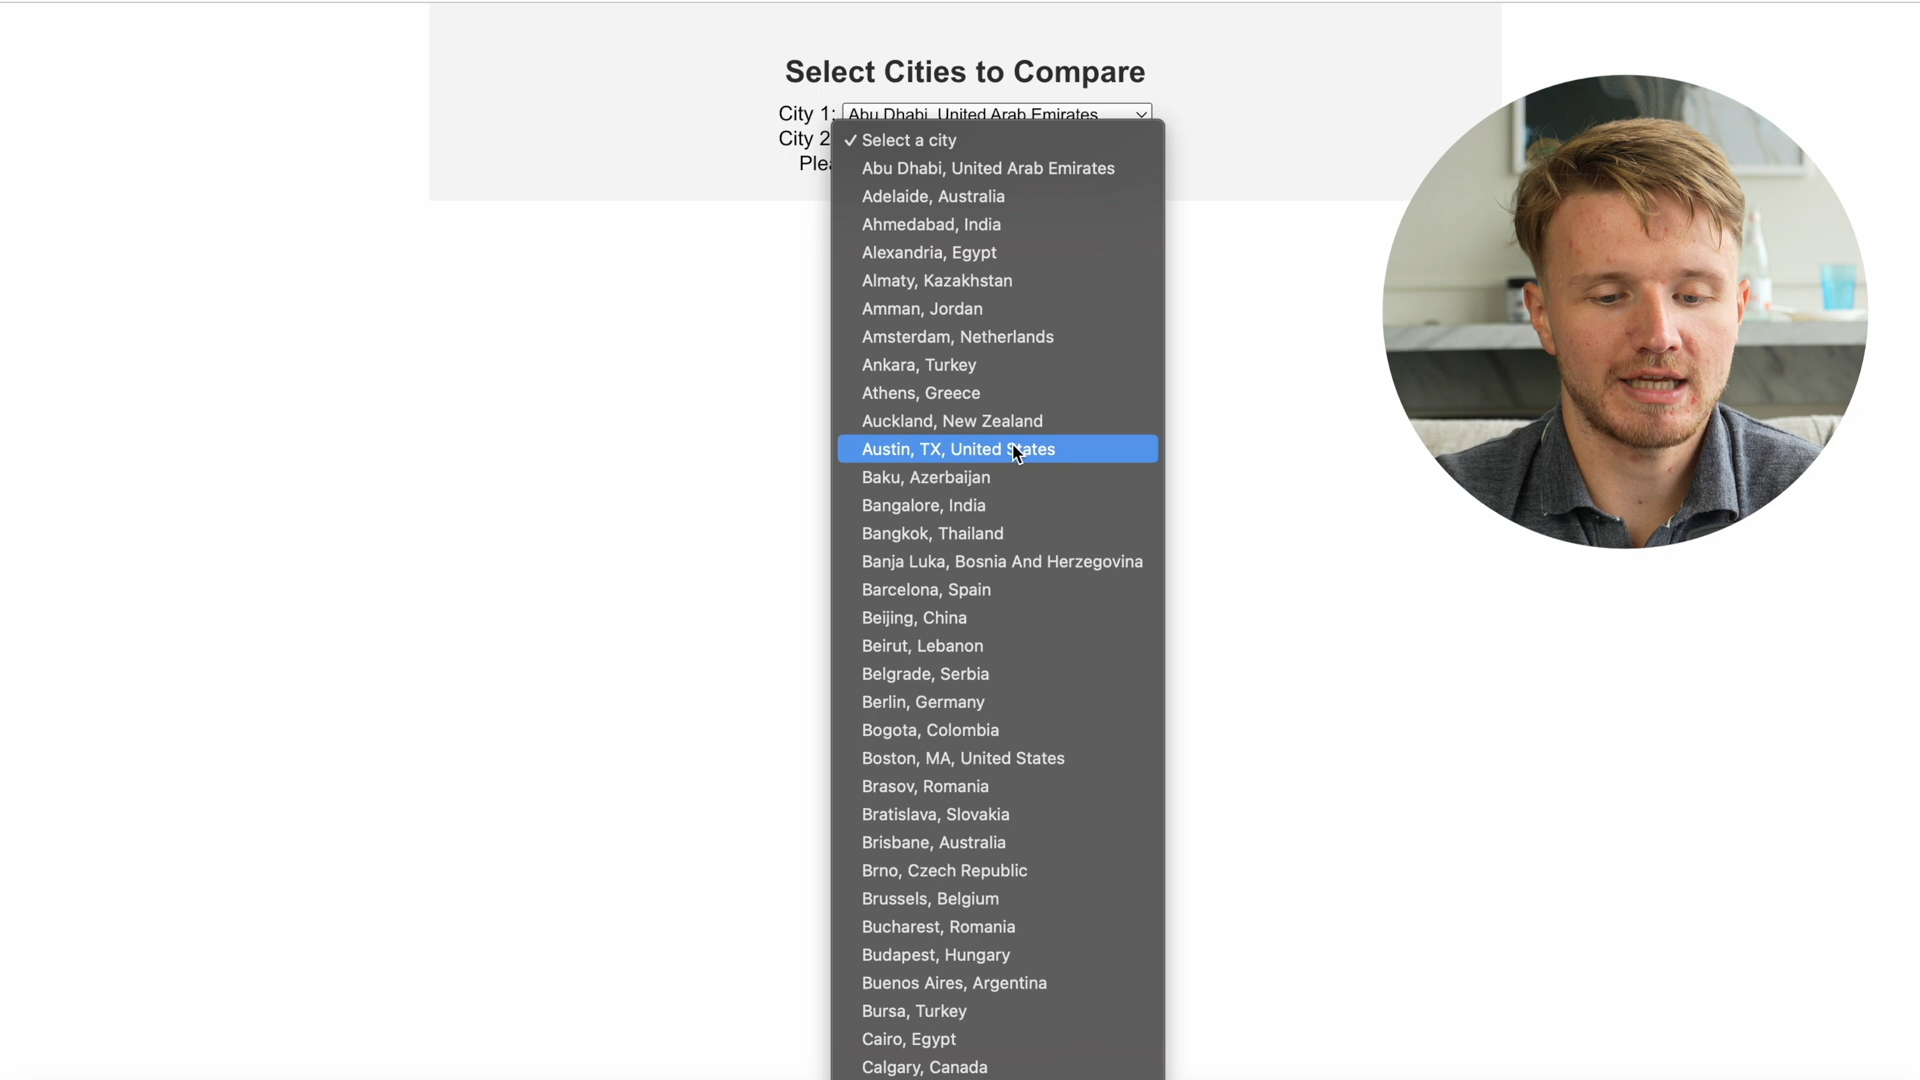 Select Cities to Compare
City 1: Abu Dhabi, United Arab Emirates
City 2
Plea
✓ Select a city
Abu Dhabi, United Arab Emirates
Adelaide, Australia
Ahmedabad, India
Alexandria, Egypt
Almaty, Kazakhstan
Amman, Jordan
Amsterdam, Netherlands
Ankara, Turkey
Athens, Greece
Auckland, New Zealand
Austin, TX, United States
Baku, Azerbaijan
Bangalore, India
Bangkok, Thailand
Banja Luka, Bosnia And Herzegovina
Barcelona, Spain
Beijing, China
Beirut, Lebanon
Belgrade, Serbia
Berlin, Germany
Bogota, Colombia
Boston, MA, United States
Brasov, Romania
Bratislava, Slovakia
Brisbane, Australia
Brno, Czech Republic
Brussels, Belgium
Bucharest, Romania
Budapest, Hungary
Buenos Aires, Argentina
Bursa, Turkey
Cairo, Egypt
Calgary, Canada